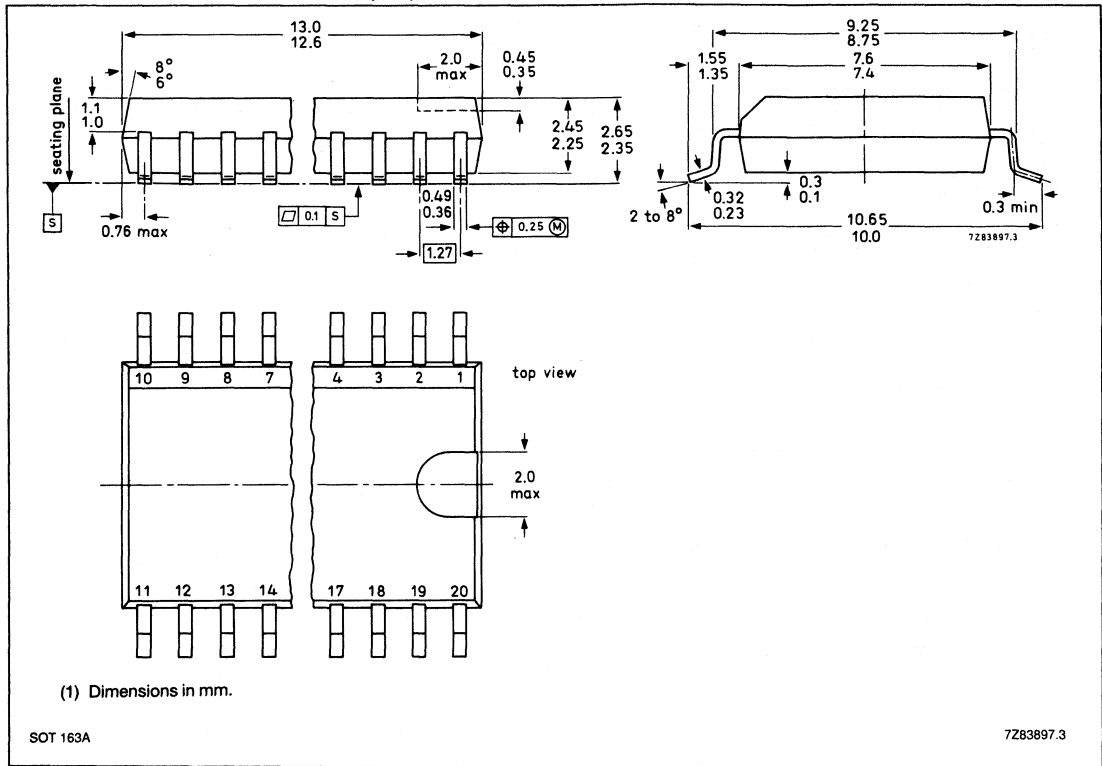 13.0
12.6
8°
6°
2.0
max
0.45
0.35
seating plane
1.1
1.0
2.45
2.25
2.65
2.35
S
0.76 max
0.1 S
0.49
0.36
0.25 M
1.27
9.25
8.75
1.55
1.35
7.6
7.4
2 to 8°
0.32
0.23
0.3
0.1
0.3 min
10.65
10.0
7Z83897.3
10 9 8 7 4 3 2 1
top view
2.0
max
11 12 13 14 17 18 19 20
(1) Dimensions in mm.
SOT 163A
7Z83897.3